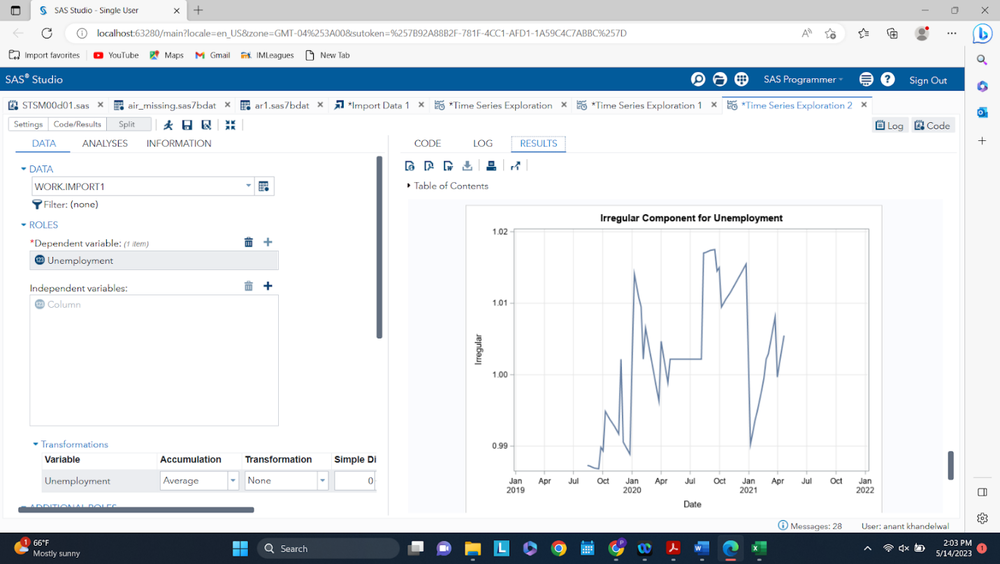 SAS Studio - Single User
localhost:63280/main?locale=en_US&zone=GMT-04%253A00&sutoken=%257B92A88B2F-781F-4CC1-AFD1-1A59C4C7ABBC%257D
Import favorites YouTube Maps Gmail IMLeagues New Tab
SAS® Studio SAS Programmer Sign Out
STSM00d01.sas air_missing.sas7bdat ar1.sas7bdat *Import Data 1 *Time Series Exploration *Time Series Exploration 1 *Time Series Exploration 2
Settings Code/Results Split Log Code
DATA ANALYSES INFORMATION CODE LOG RESULTS
DATA
WORK.IMPORT1
Filter: (none)
ROLES
*Dependent variable: (1 item)
123 Unemployment
Independent variables:
123 Column
Transformations
Variable Accumulation Transformation Simple Di
Unemployment Average None 0
ADDITIONAL ROLES
Table of Contents
Irregular Component for Unemployment
1.02
1.01
1.00
0.99
Irregular
Jan Apr Jul Oct Jan Apr Jul Oct Jan Apr Jul Oct Jan
2019 2020 2021 2022
Date
Messages: 28 User: anant khandelwal
1 66°F
Mostly sunny
Search
2:03 PM
5/14/2023 1